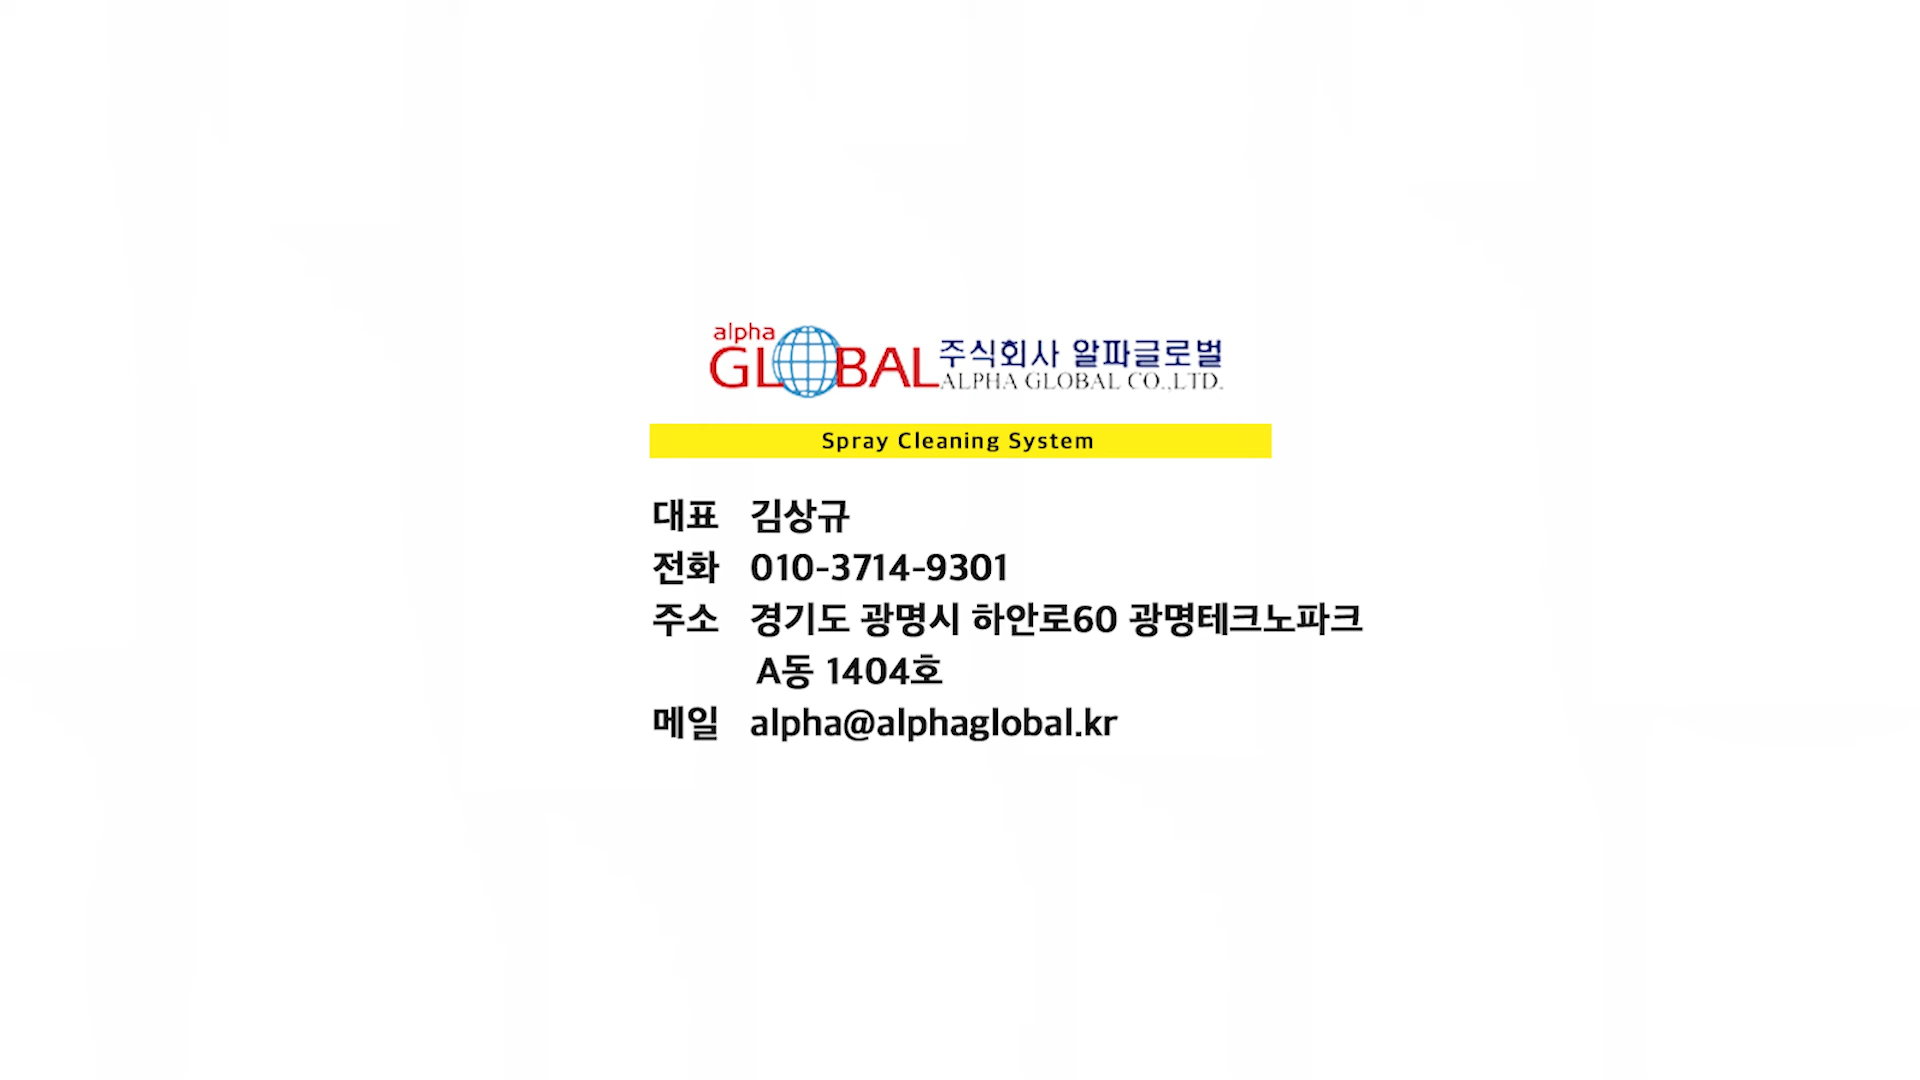 alpha
GLOBAL 주식회사 알파글로벌
ALPHA GLOBAL CO.,LTD.
Spray Cleaning System
대표 김상규
전화 010-3714-9301
주소 경기도 광명시 하안로60 광명테크노파크
A동 1404호
메일 alpha@alphaglobal.kr